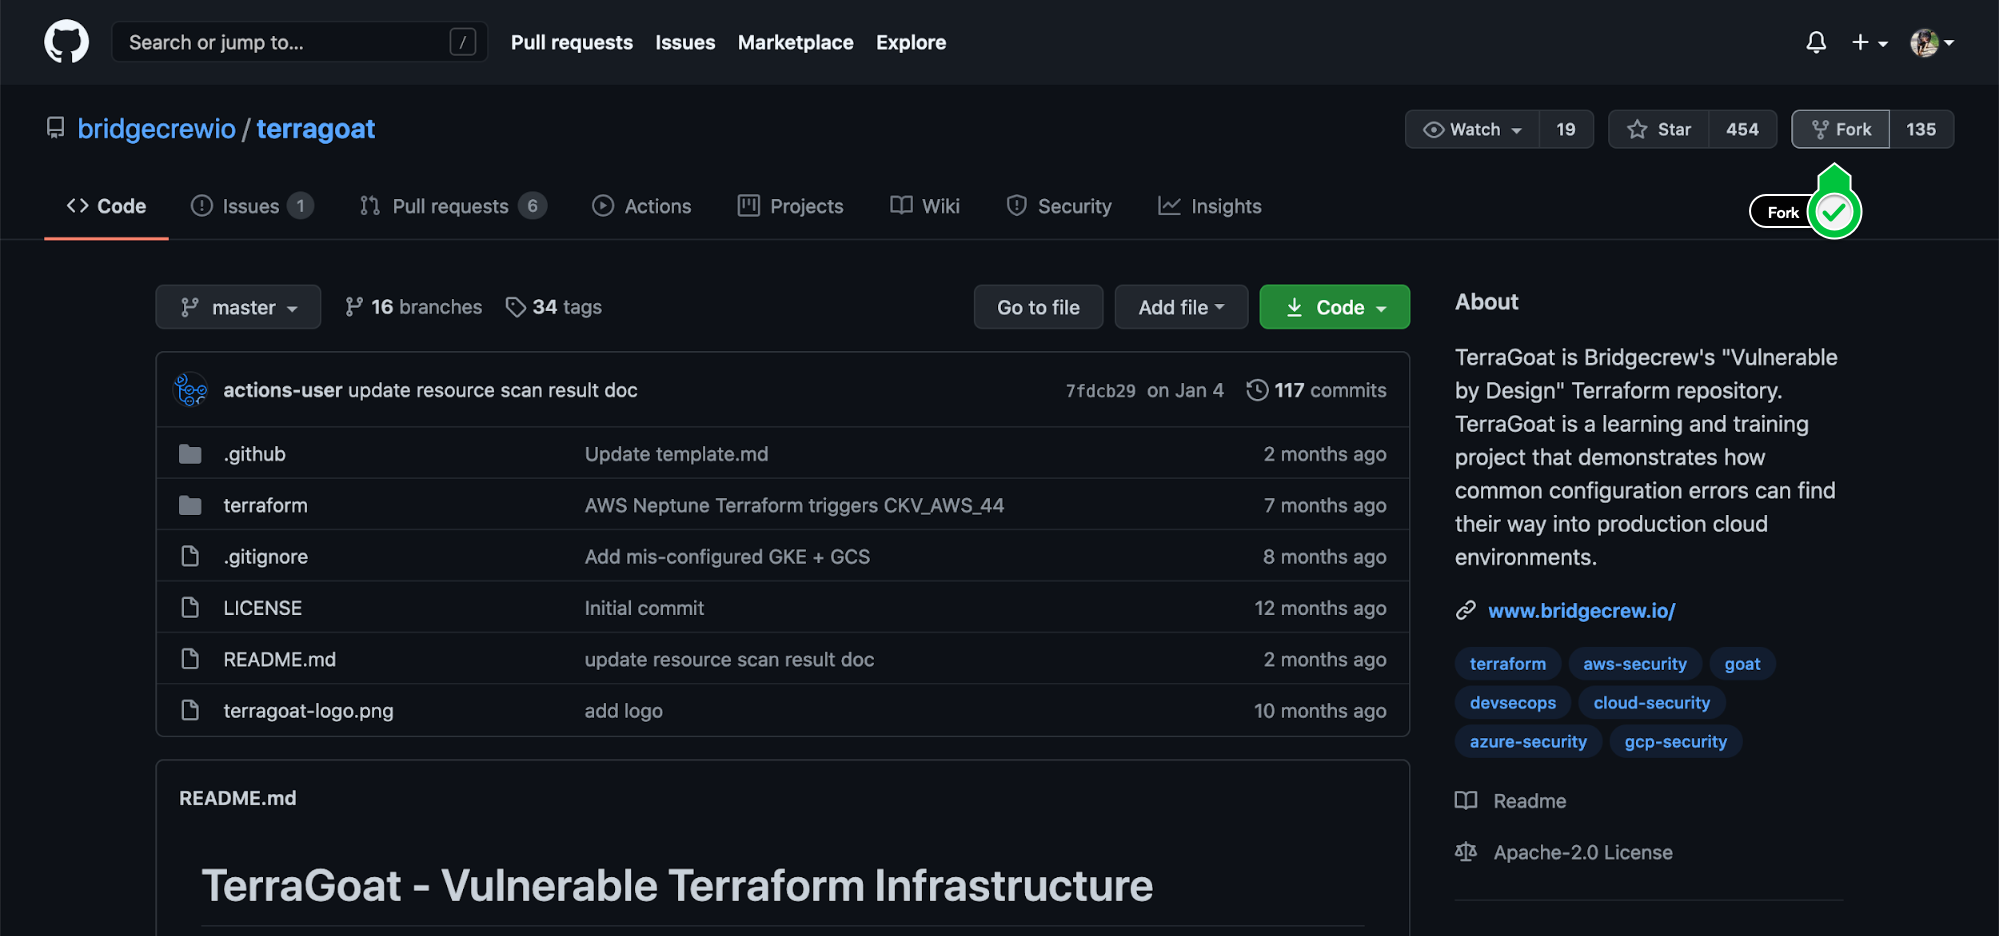 Search or jump to... / Pull requests Issues Marketplace Explore
bridgecrewio / terragoat Watch 19 Star 454 Fork 135
Code Issues 1 Pull requests 6 Actions Projects Wiki Security Insights Fork
master 16 branches 34 tags Go to file Add file Code
actions-user update resource scan result doc 7fdcb29 on Jan 4 117 commits
.github Update template.md 2 months ago
terraform AWS Neptune Terraform triggers CKV_AWS_44 7 months ago
.gitignore Add mis-configured GKE + GCS 8 months ago
LICENSE Initial commit 12 months ago
README.md update resource scan result doc 2 months ago
terragoat-logo.png add logo 10 months ago
README.md
TerraGoat - Vulnerable Terraform Infrastructure
About
TerraGoat is Bridgecrew's "Vulnerable
by Design" Terraform repository.
TerraGoat is a learning and training
project that demonstrates how
common configuration errors can find
their way into production cloud
environments.
www.bridgecrew.io/
terraform aws-security goat
devsecops cloud-security
azure-security gcp-security
Readme
Apache-2.0 License